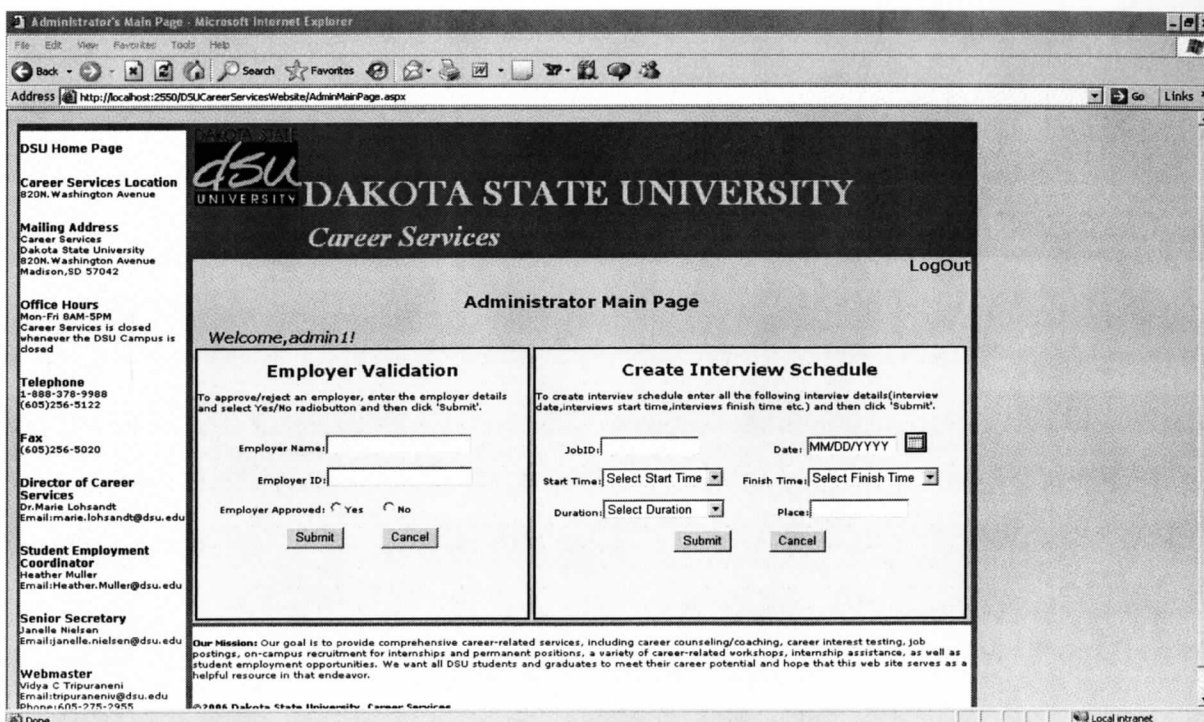 Administrator's Main Page - Microsoft Internet Explorer
File Edit View Favorites Tools Help
Back Search Favorites
Address http://localhost:2550/DSUCareerServicesWebsite/AdminMainPage.aspx Go Links
DSU Home Page
Career Services Location
820N.Washington Avenue
Mailing Address
Career Services
Dakota State University
820N.Washington Avenue
Madison,SD 57042
Office Hours
Mon-Fri 8AM-5PM
Career Services is closed
whenever the DSU Campus is
closed
Telephone
1-888-378-9988
(605)256-5122
Fax
(605)256-5020
Director of Career
Services
Dr.Marie Lohsandt
Email:marie.lohsandt@dsu.edu
Student Employment
Coordinator
Heather Muller
Email:Heather.Muller@dsu.edu
Senior Secretary
Janelle Nielsen
Email:janelle.nielsen@dsu.edu
Webmaster
Vidya C Tripuraneni
Email:tripuraneniv@dsu.edu
Phone:605-275-2955
DAKOTA STATE
dsu
UNIVERSITY
DAKOTA STATE UNIVERSITY
Career Services
LogOut
Administrator Main Page
Welcome,admin1!
Employer Validation
To approve/reject an employer, enter the employer details
and select Yes/No radiobutton and then click 'Submit'.
Employer Name:
Employer ID:
Employer Approved: Yes No
Submit Cancel
Create Interview Schedule
To create interview schedule enter all the following interview details(interview
date,interviews start time,interviews finish time etc.) and then click 'Submit'.
JobID: Date: MM/DD/YYYY
Start Time: Select Start Time Finish Time: Select Finish Time
Duration: Select Duration Place:
Submit Cancel
Our Mission: Our goal is to provide comprehensive career-related services, including career counseling/coaching, career interest testing, job
postings, on-campus recruitment for internships and permanent positions, a variety of career-related workshops, internship assistance, as well as
student employment opportunities. We want all DSU students and graduates to meet their career potential and hope that this web site serves as a
helpful resource in that endeavor.
©2006 Dakota State University, Career Services
Done Local intranet